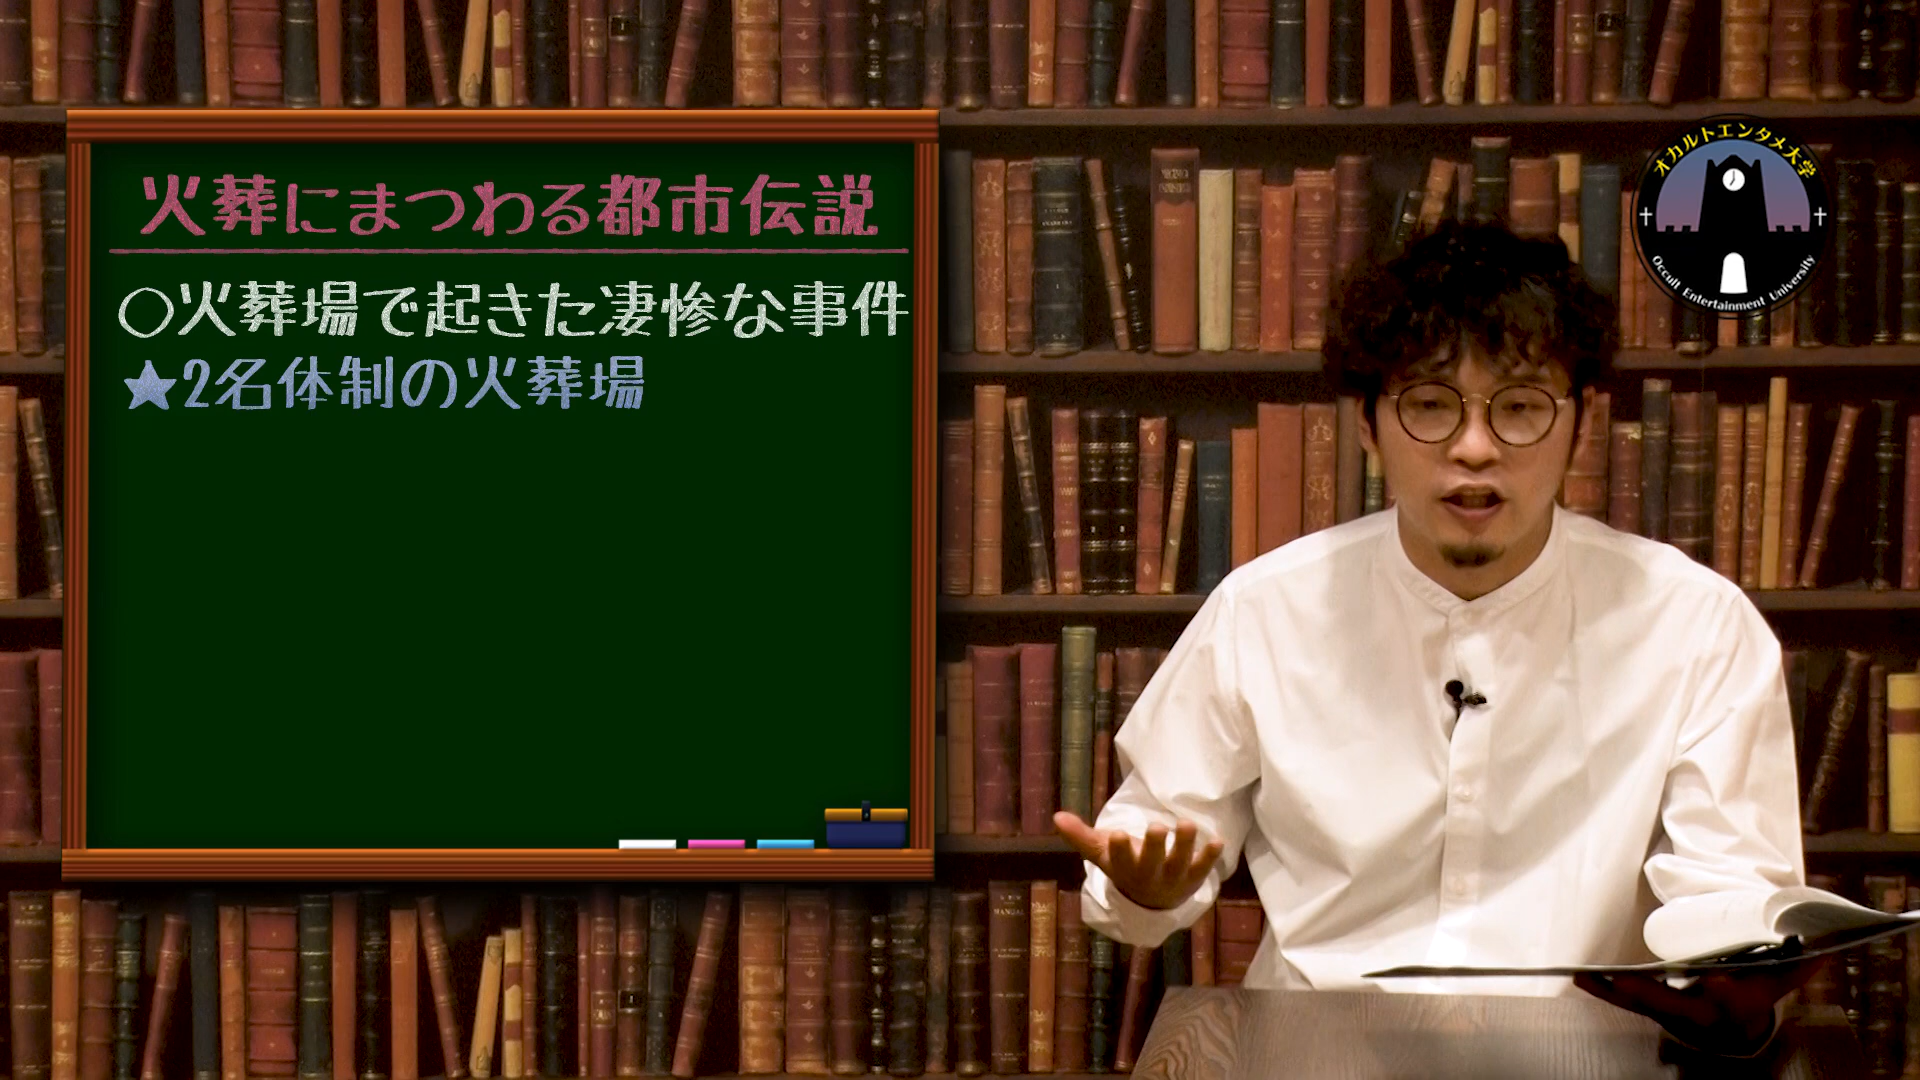 火葬にまつわる都市伝説
○火葬場で起きた凄惨な事件
★2名体制の火葬場
オカルトエンタメ大学
Occult Entertainment University
MANUAL